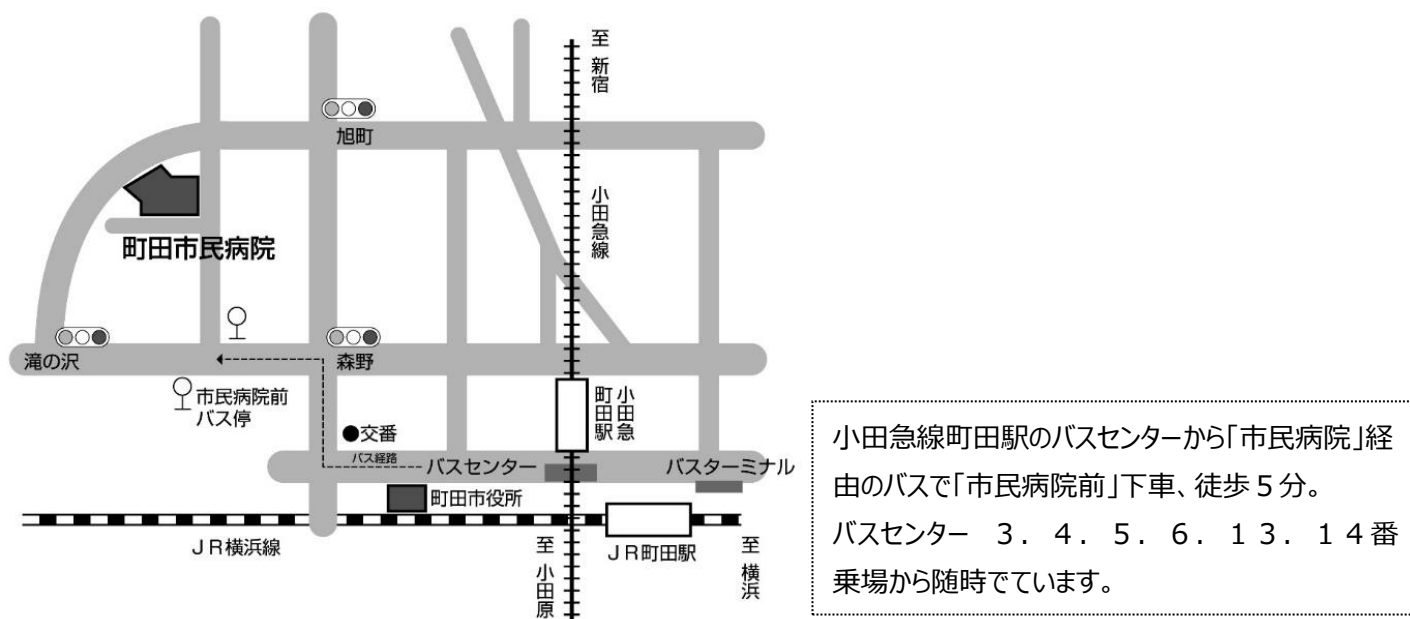 至 新宿
旭町
小田急線
町田市民病院
滝の沢
森野
市民病院前
バス停
小田急
町田駅
●交番
バス経路
バスセンター
バスターミナル
町田市役所
JR横浜線
至 小田原
JR町田駅
至 横浜
小田急線町田駅のバスセンターから「市民病院」経
由のバスで「市民病院前」下車、徒歩５分。
バスセンター　３．４．５．６．１３．１４番
乗場から随時でています。